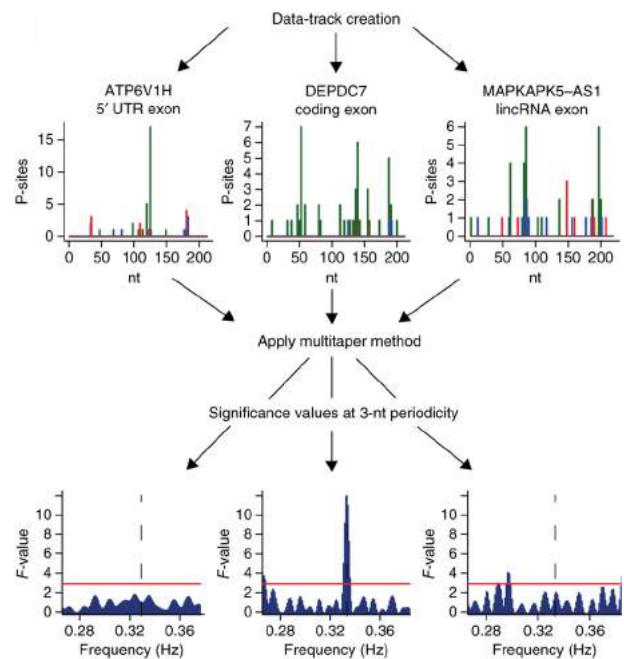 Data-track creation
ATP6V1H
5′ UTR exon
DEPDC7
coding exon
MAPKAPK5–AS1
lincRNA exon
P-sites
15
10
5
0
0 50 100 150 200
nt
P-sites
7
6
5
4
3
2
1
0
0 50 100 150 200
nt
P-sites
6
5
4
3
2
1
0
0 50 100 150 200
nt
Apply multitaper method
Significance values at 3-nt periodicity
F-value
10
8
6
4
2
0
0.28 0.32 0.36
Frequency (Hz)
F-value
10
8
6
4
2
0
0.28 0.32 0.36
Frequency (Hz)
F-value
10
8
6
4
2
0
0.28 0.32 0.36
Frequency (Hz)